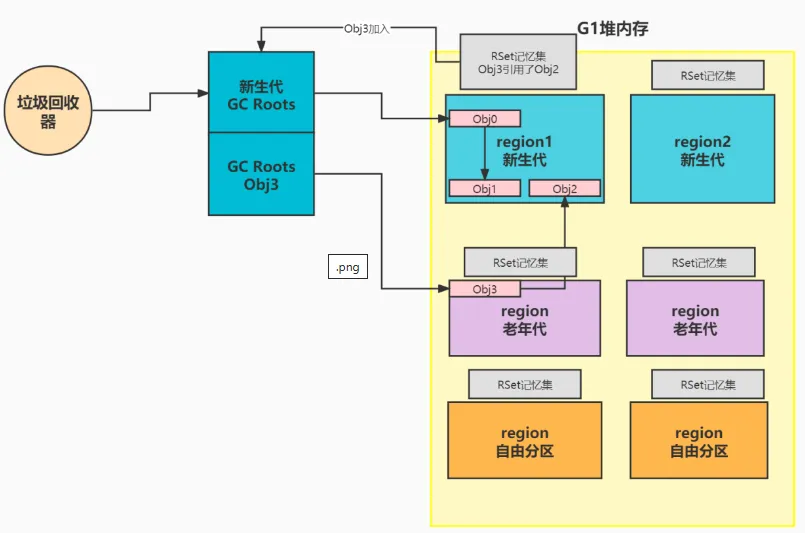 Obj3加入
G1堆内存
RSet记忆集
Obj3引用了Obj2
RSet记忆集
垃圾回收
器
新生代
GC Roots
GC Roots
Obj3
Obj0
region1
新生代
Obj1
Obj2
region2
新生代
.png
RSet记忆集
RSet记忆集
Obj3
region
老年代
region
老年代
RSet记忆集
RSet记忆集
region
自由分区
region
自由分区